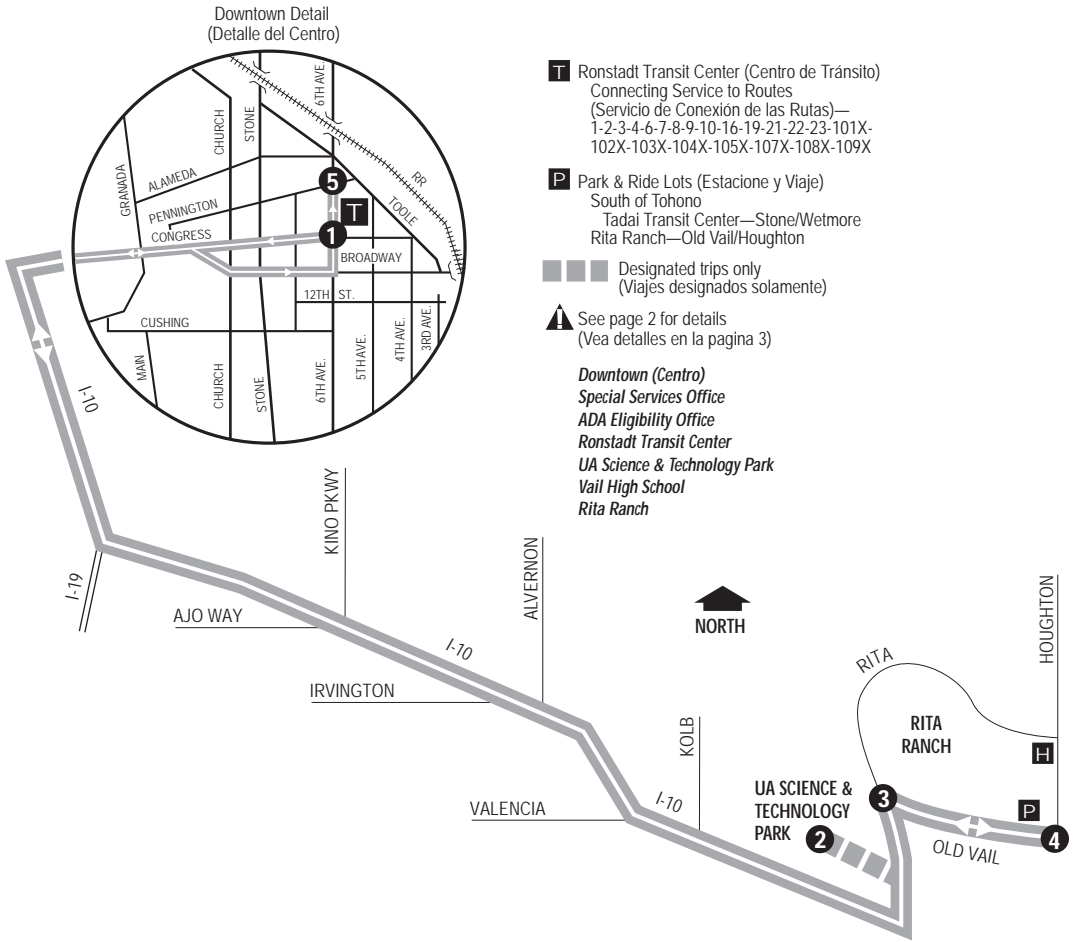 Downtown Detail
(Detalle del Centro)
6TH AVE.
CHURCH
STONE
GRANADA
ALAMEDA
PENNINGTON
CONGRESS
5
T
1
RR
TOOLE
BROADWAY
12TH ST.
CUSHING
MAIN
CHURCH
STONE
6TH AVE.
5TH AVE.
4TH AVE.
3RD AVE.
T Ronstadt Transit Center (Centro de Tránsito)
Connecting Service to Routes
(Servicio de Conexión de las Rutas)—
1-2-3-4-6-7-8-9-10-16-19-21-22-23-101X-
102X-103X-104X-105X-107X-108X-109X
P Park & Ride Lots (Estacione y Viaje)
South of Tohono
Tadai Transit Center—Stone/Wetmore
Rita Ranch—Old Vail/Houghton
Designated trips only
(Viajes designados solamente)
! See page 2 for details
(Vea detalles en la pagina 3)
Downtown (Centro)
Special Services Office
ADA Eligibility Office
Ronstadt Transit Center
UA Science & Technology Park
Vail High School
Rita Ranch
I-10
I-19
KINO PKWY
AJO WAY
I-10
ALVERNON
IRVINGTON
NORTH
HOUGHTON
RITA
RITA
RANCH
H
KOLB
VALENCIA
I-10
UA SCIENCE &
TECHNOLOGY
PARK
2
3
P
4
OLD VAIL